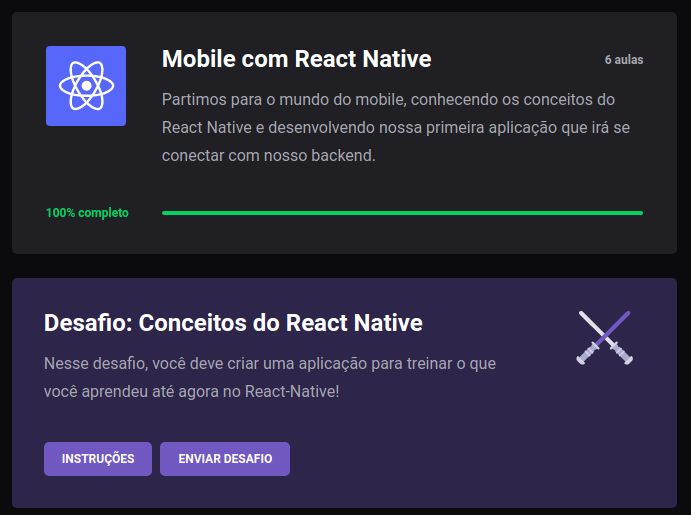 Mobile com React Native
6 aulas
Partimos para o mundo do mobile, conhecendo os conceitos do
React Native e desenvolvendo nossa primeira aplicação que irá se
conectar com nosso backend.
100% completo
Desafio: Conceitos do React Native
Nesse desafio, você deve criar uma aplicação para treinar o que
você aprendeu até agora no React-Native!
INSTRUÇÕES
ENVIAR DESAFIO